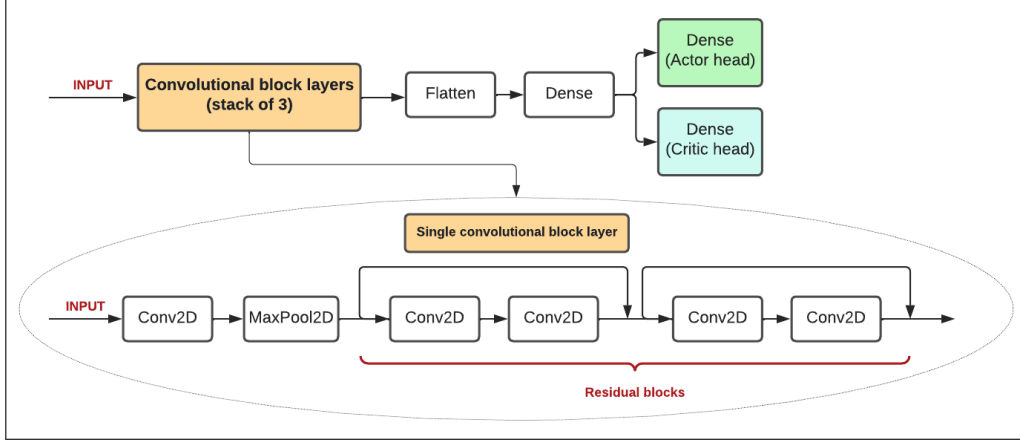 INPUT
Convolutional block layers
(stack of 3)
Flatten
Dense
Dense
(Actor head)
Dense
(Critic head)
Single convolutional block layer
INPUT
Conv2D
MaxPool2D
Conv2D
Conv2D
Conv2D
Conv2D
Residual blocks